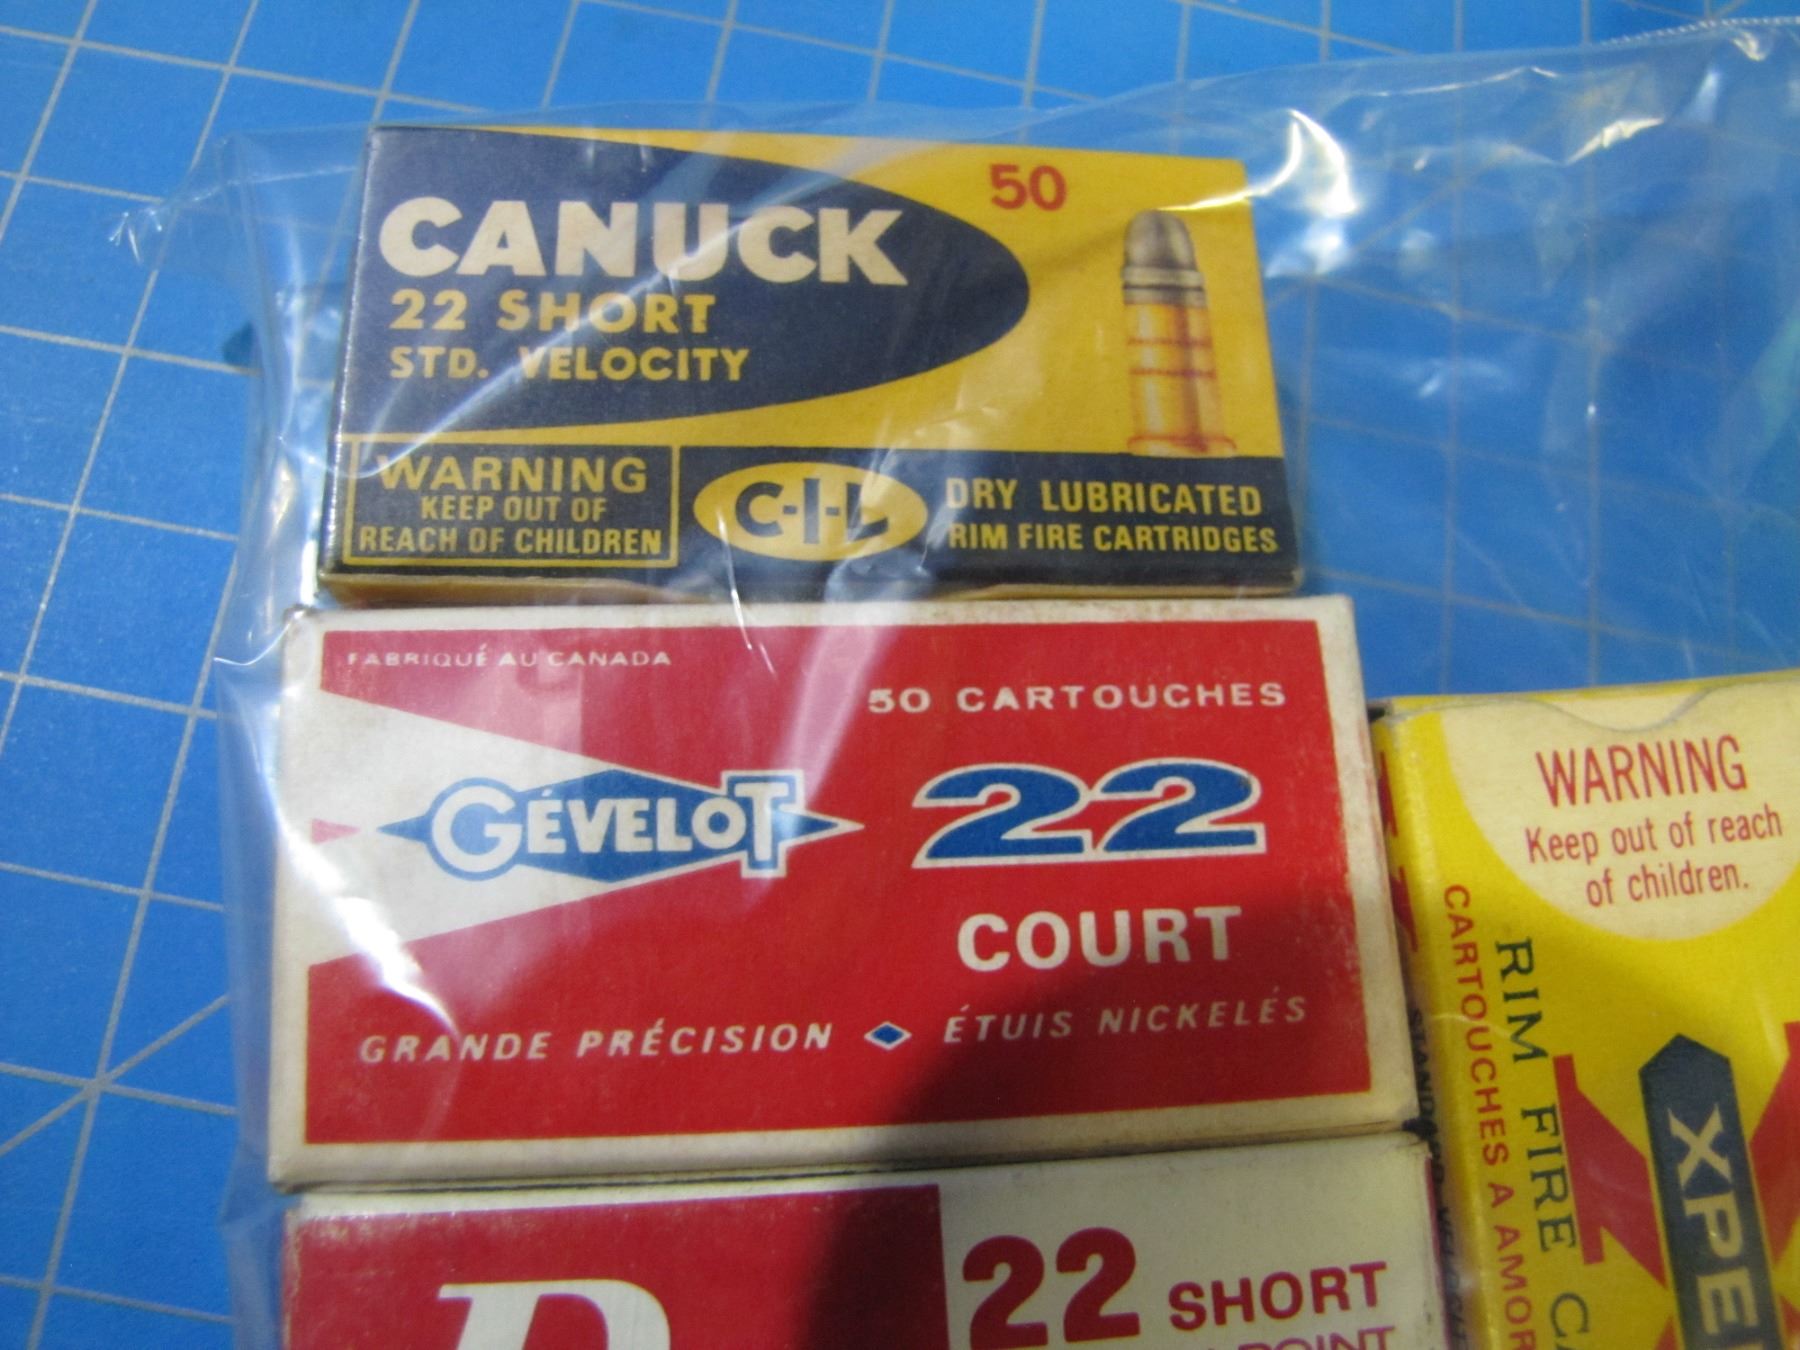 CANUCK
50
22 SHORT
STD. VELOCITY
WARNING
KEEP OUT OF
REACH OF CHILDREN
C-I-L
DRY LUBRICATED
RIM FIRE CARTRIDGES
FABRIQUÉ AU CANADA
50 CARTOUCHES
GÉVELOT
22
COURT
GRANDE PRÉCISION
ÉTUIS NICKELÉS
22 SHORT
POINT
WARNING
Keep out of reach
of children.
RIM FIRE
CARTOUCHES A
XPE